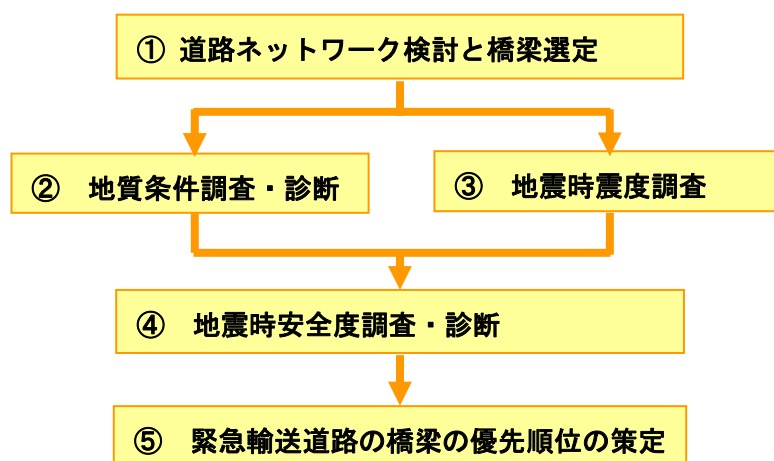 ① 道路ネットワーク検討と橋梁選定
② 地質条件調査・診断
③ 地震時震度調査
④ 地震時安全度調査・診断
⑤ 緊急輸送道路の橋梁の優先順位の策定